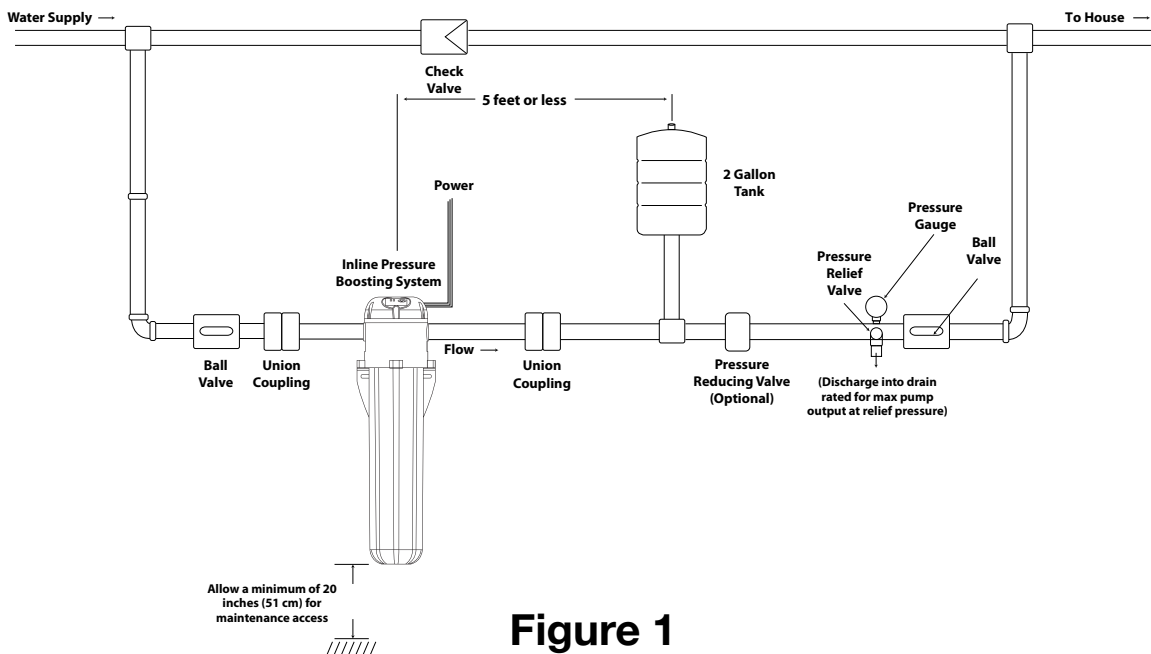 Water Supply
To House
Check
Valve
5 feet or less
2 Gallon
Tank
Power
Pressure
Gauge
Ball
Valve
Pressure
Relief
Valve
Inline Pressure
Boosting System
Flow
Ball
Valve
Union
Coupling
Union
Coupling
Pressure
Reducing Valve
(Optional)
(Discharge into drain
rated for max pump
output at relief pressure)
Allow a minimum of 20
inches (51 cm) for
maintenance access
Figure 1